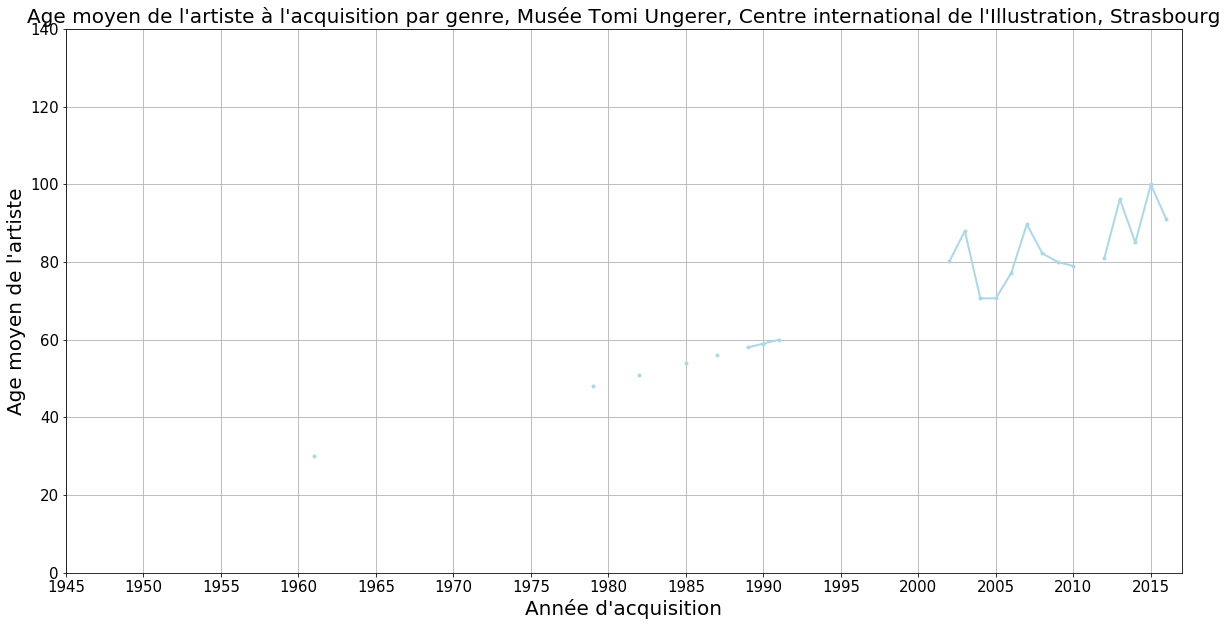 Age moyen de l'artiste à l'acquisition par genre, Musée Tomi Ungerer, Centre international de l'Illustration, Strasbourg
140
120
100
80
60
40
20
0
Age moyen de l'artiste
1945 1950 1955 1960 1965 1970 1975 1980 1985 1990 1995 2000 2005 2010 2015
Année d'acquisition